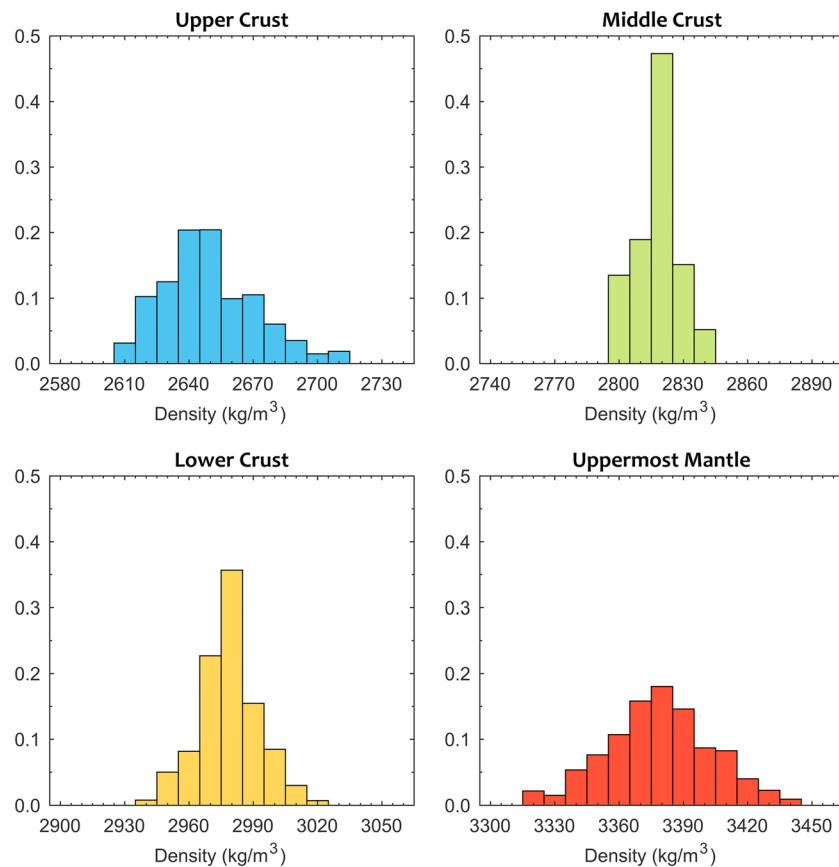 Upper Crust
0.5
0.4
0.3
0.2
0.1
0.0
2580 2610 2640 2670 2700 2730
Density (kg/m³)
Middle Crust
0.5
0.4
0.3
0.2
0.1
0.0
2740 2770 2800 2830 2860 2890
Density (kg/m³)
Lower Crust
0.5
0.4
0.3
0.2
0.1
0.0
2900 2930 2960 2990 3020 3050
Density (kg/m³)
Uppermost Mantle
0.5
0.4
0.3
0.2
0.1
0.0
3300 3330 3360 3390 3420 3450
Density (kg/m³)